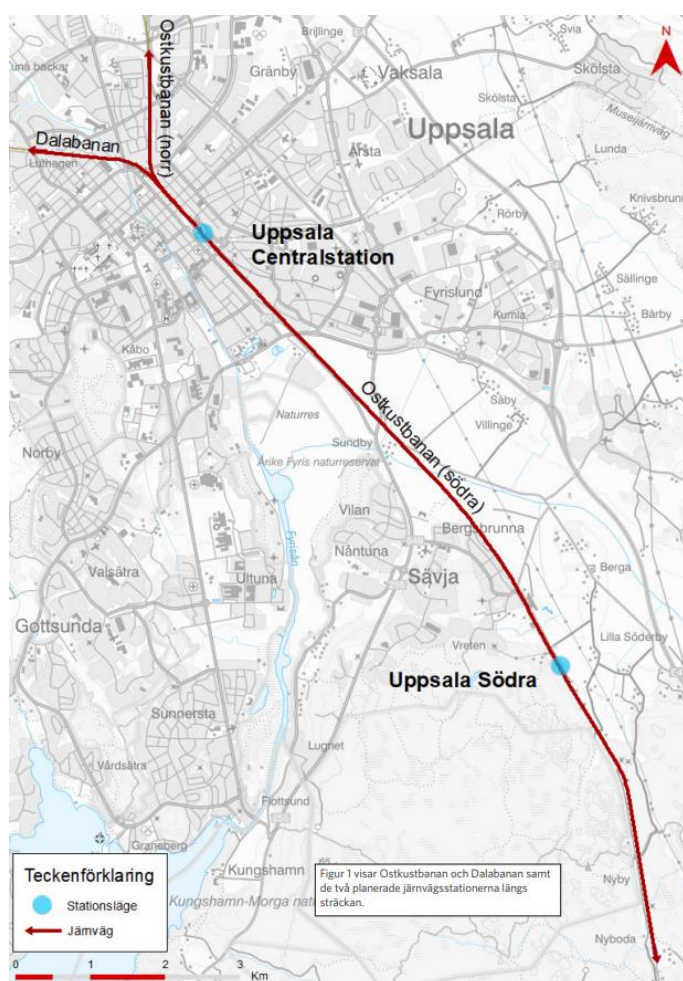 Ostkustbanan (norr)
Brillinge
Svia
Skölsta
N
Gränby
Vaksala
Skölsta
Museijärnväg
Dalabanan
Luthagen
Uppsala
Årsta
Lunda
Knivsbrunn
Rörby
Uppsala
Centralstation
Sällinge
Fyrislund
Bärby
Kumla
Kåbo
Ostkustbanan (södra)
Säby
Villinge
Naturres
Norby
Sundby
Årike Fyris naturreservat
Vilan
Fyrisån
Bergsbrunna
Nåntuna
Valsätra
Ultuna
Sävja
Berga
Gottsunda
Lilla Söderby
Vreten
Uppsala Södra
Sunnersta
Lugnet
Vårdsätra
Flottsund
Graneberg
Kungshamn
Teckenförklaring
Stationsläge
Järnväg
Figur 1 visar Ostkustbanan och Dalabanan samt
de två planerade järnvägsstationerna längs
sträckan.
Nyby
Kungshamn-Morga nat
Nyboda
0 1 2 3
Km